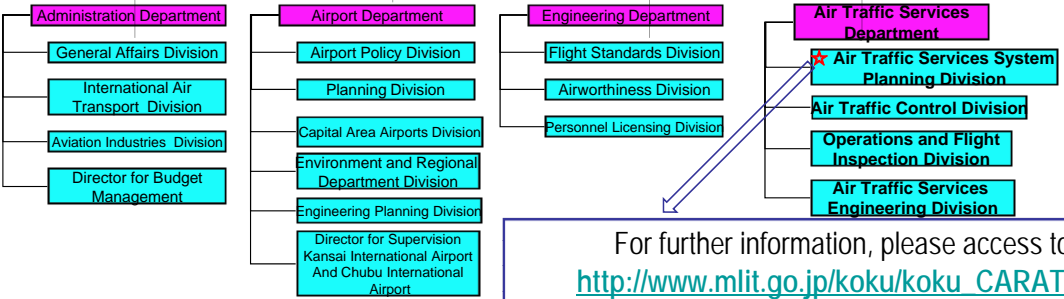 Administration Department
General Affairs Division
International Air
Transport Division
Aviation Industries Division
Director for Budget
Management
Airport Department
Airport Policy Division
Planning Division
Capital Area Airports Division
Environment and Regional
Department Division
Engineering Planning Division
Director for Supervision
Kansai International Airport
And Chubu International
Airport
Engineering Department
Flight Standards Division
Airworthiness Division
Personnel Licensing Division
Air Traffic Services
Department
Air Traffic Services System
Planning Division
Air Traffic Control Division
Operations and Flight
Inspection Division
Air Traffic Services
Engineering Division
For further information, please access to
http://www.mlit.go.jp/koku/koku_CARAT